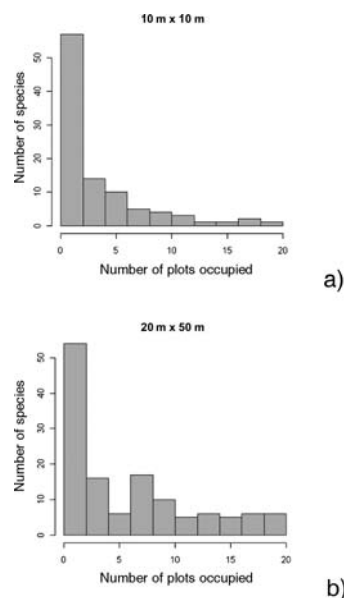 10 m x 10 m
Number of species
0 10 20 30 40 50
0 5 10 15 20
Number of plots occupied
a)
20 m x 50 m
Number of species
0 10 20 30 40 50
0 5 10 15 20
Number of plots occupied
b)